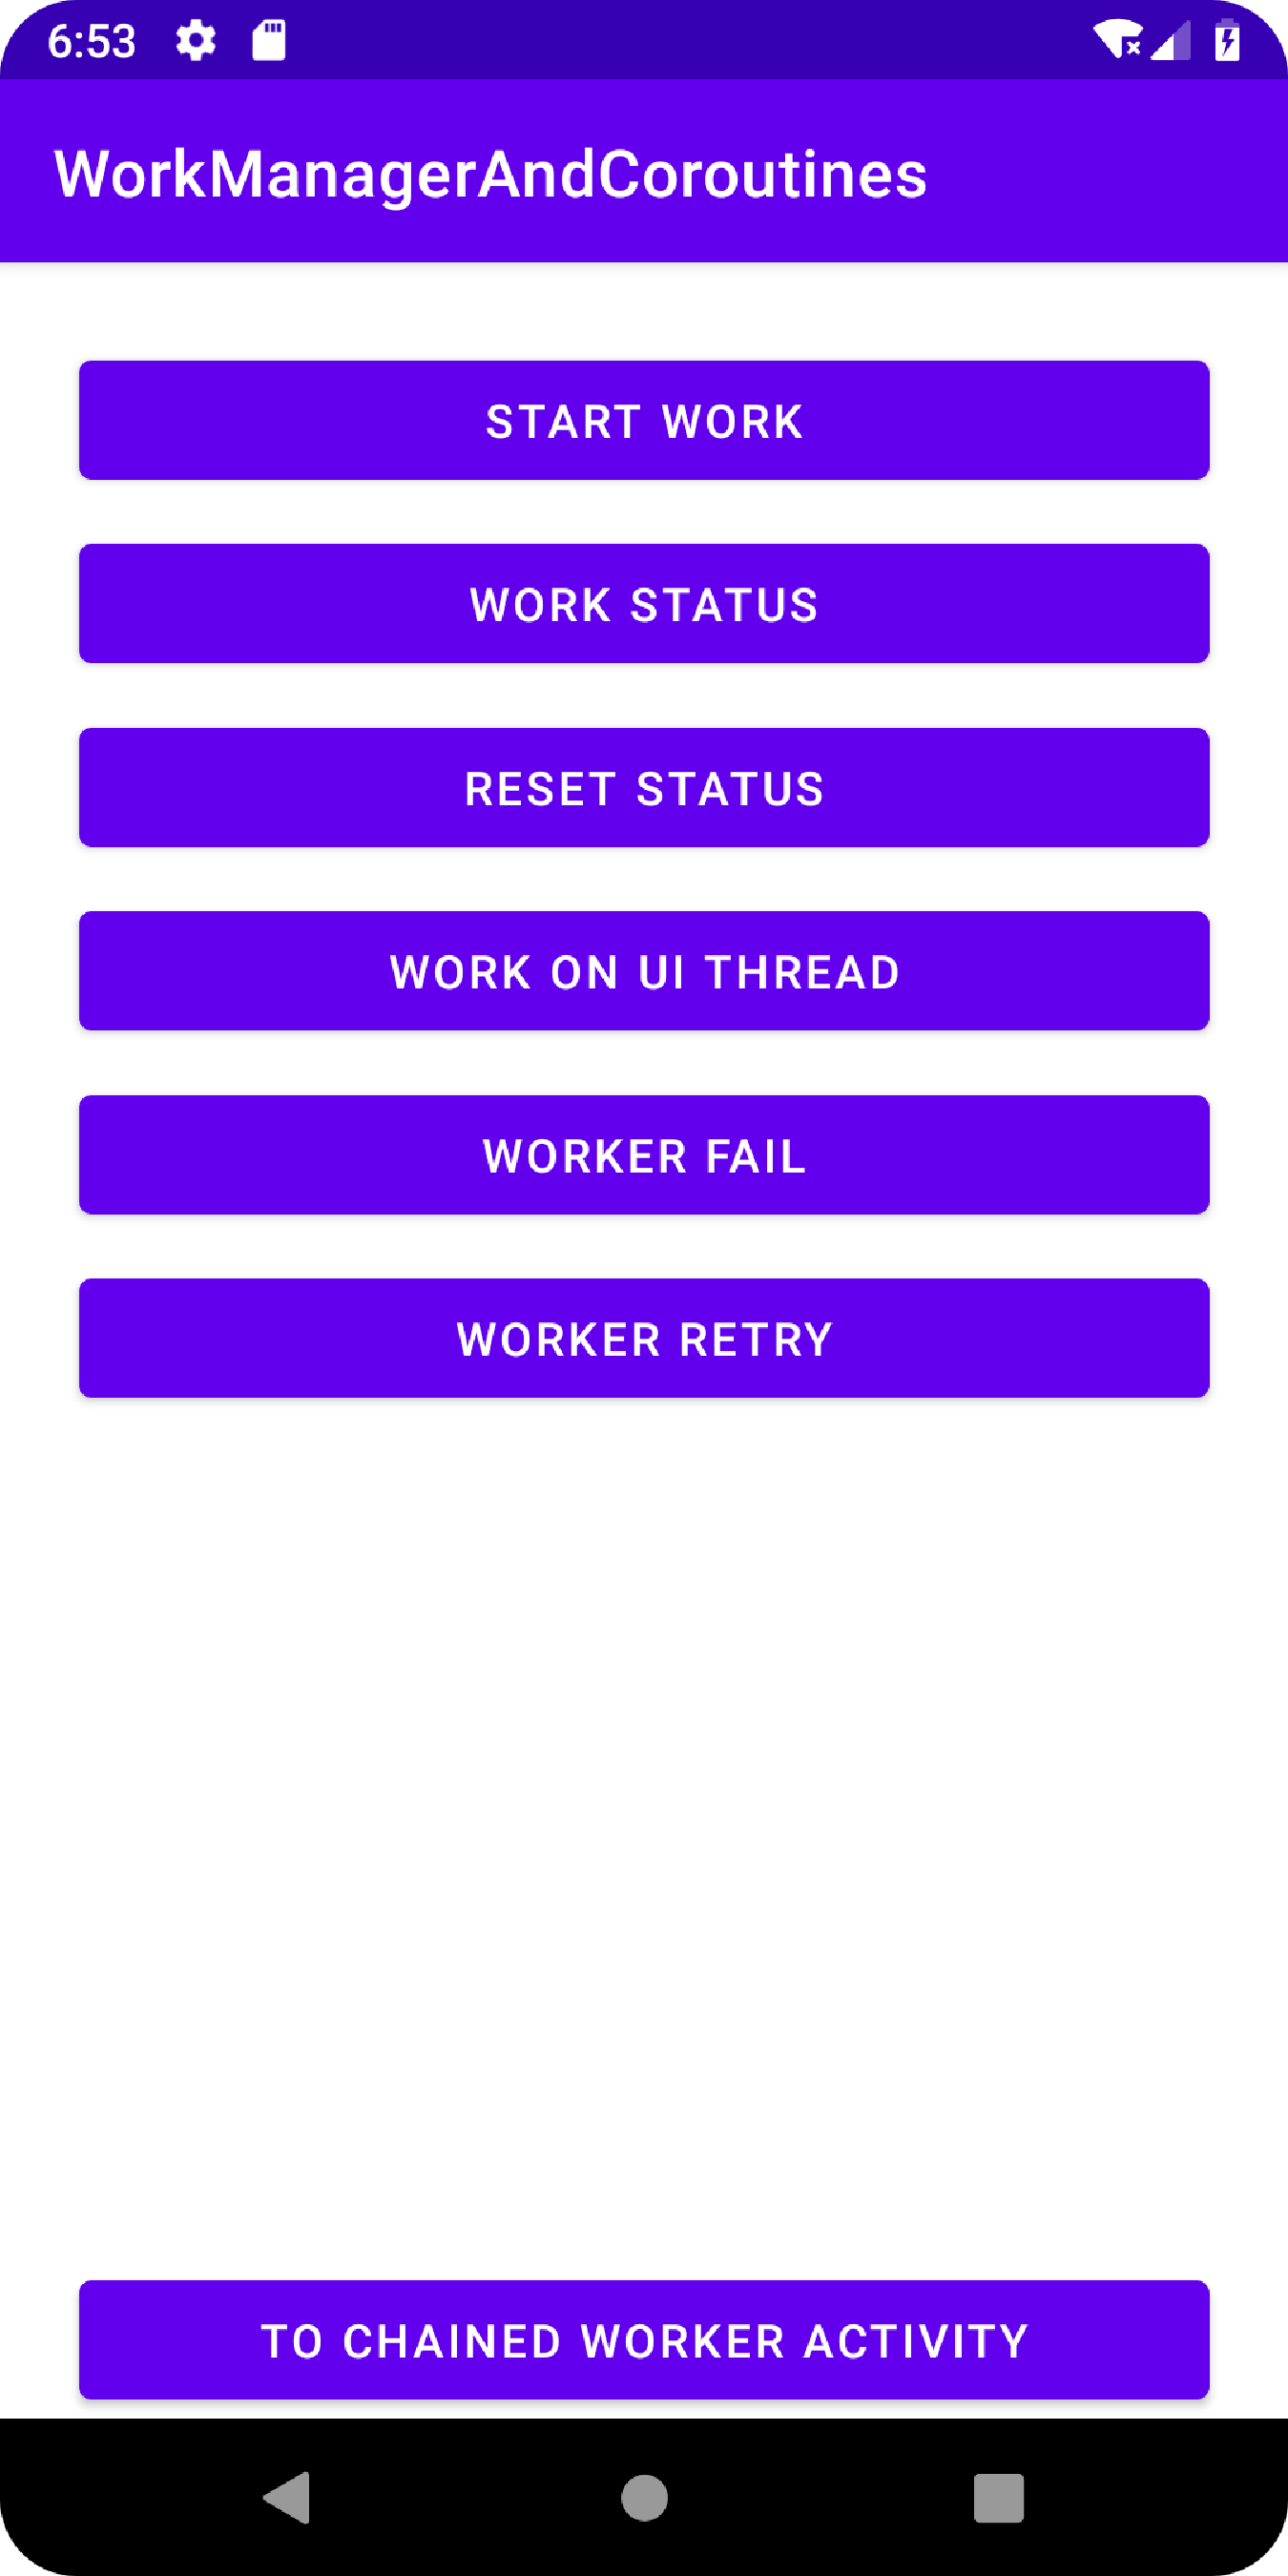 6:53
WorkManagerAndCoroutines
START WORK
WORK STATUS
RESET STATUS
WORK ON UI THREAD
WORKER FAIL
WORKER RETRY
TO CHAINED WORKER ACTIVITY